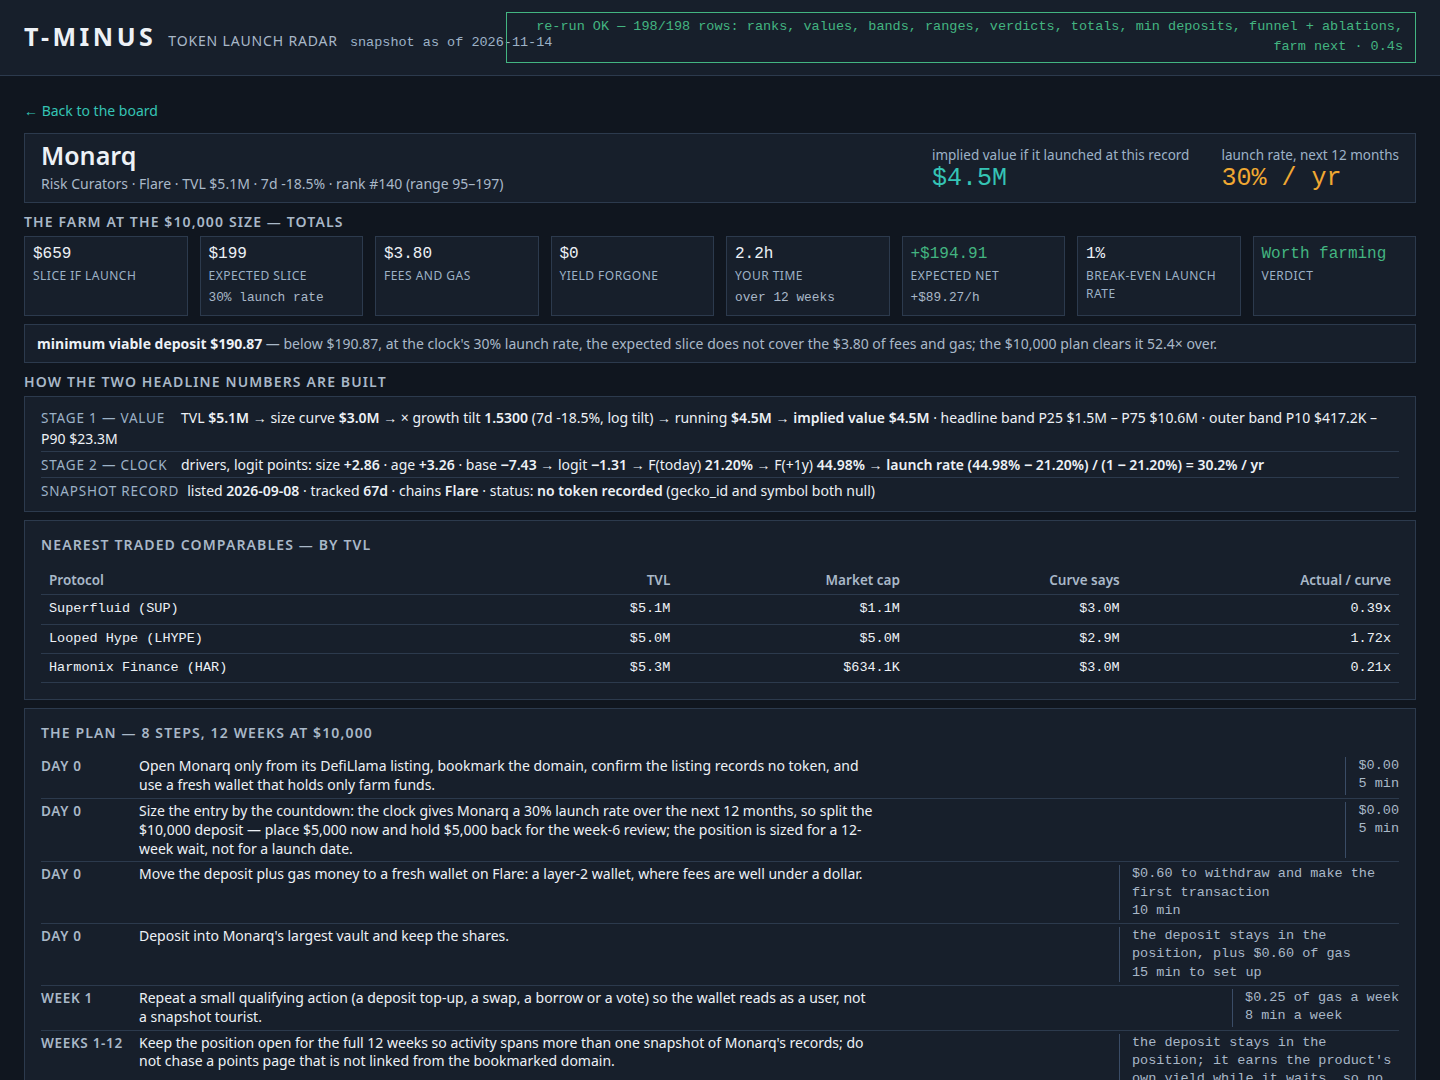 T-MINUS TOKEN LAUNCH RADAR snapshot as of 2026-11-14
re-run OK — 198/198 rows: ranks, values, bands, ranges, verdicts, totals, min deposits, funnel + ablations,
farm next · 0.4s
← Back to the board
Monarq
Risk Curators · Flare · TVL $5.1M · 7d -18.5% · rank #140 (range 95–197)
implied value if it launched at this record
$4.5M
launch rate, next 12 months
30% / yr
THE FARM AT THE $10,000 SIZE — TOTALS
$659
SLICE IF LAUNCH
$199
EXPECTED SLICE
30% launch rate
$3.80
FEES AND GAS
$0
YIELD FORGONE
2.2h
YOUR TIME
over 12 weeks
+$194.91
EXPECTED NET
+$89.27/h
1%
BREAK-EVEN LAUNCH
RATE
Worth farming
VERDICT
minimum viable deposit $190.87 — below $190.87, at the clock's 30% launch rate, the expected slice does not cover the $3.80 of fees and gas; the $10,000 plan clears it 52.4× over.
HOW THE TWO HEADLINE NUMBERS ARE BUILT
STAGE 1 — VALUE TVL $5.1M → size curve $3.0M → × growth tilt 1.5300 (7d -18.5%, log tilt) → running $4.5M → implied value $4.5M · headline band P25 $1.5M – P75 $10.6M · outer band P10 $417.2K –
P90 $23.3M
STAGE 2 — CLOCK drivers, logit points: size +2.86 · age +3.26 · base −7.43 → logit −1.31 → F(today) 21.20% → F(+1y) 44.98% → launch rate (44.98% − 21.20%) / (1 − 21.20%) = 30.2% / yr
SNAPSHOT RECORD listed 2026-09-08 · tracked 67d · chains Flare · status: no token recorded (gecko_id and symbol both null)
NEAREST TRADED COMPARABLES — BY TVL
Protocol TVL Market cap Curve says Actual / curve
Superfluid (SUP) $5.1M $1.1M $3.0M 0.39x
Looped Hype (LHYPE) $5.0M $5.0M $2.9M 1.72x
Harmonix Finance (HAR) $5.3M $634.1K $3.0M 0.21x
THE PLAN — 8 STEPS, 12 WEEKS AT $10,000
DAY 0 Open Monarq only from its DefiLlama listing, bookmark the domain, confirm the listing records no token, and
use a fresh wallet that holds only farm funds.
$0.00
5 min
DAY 0 Size the entry by the countdown: the clock gives Monarq a 30% launch rate over the next 12 months, so split the
$10,000 deposit — place $5,000 now and hold $5,000 back for the week-6 review; the position is sized for a 12-
week wait, not for a launch date.
$0.00
5 min
DAY 0 Move the deposit plus gas money to a fresh wallet on Flare: a layer-2 wallet, where fees are well under a dollar.
$0.60 to withdraw and make the
first transaction
10 min
DAY 0 Deposit into Monarq's largest vault and keep the shares.
the deposit stays in the
position, plus $0.60 of gas
15 min to set up
WEEK 1 Repeat a small qualifying action (a deposit top-up, a swap, a borrow or a vote) so the wallet reads as a user, not
a snapshot tourist.
$0.25 of gas a week
8 min a week
WEEKS 1-12 Keep the position open for the full 12 weeks so activity spans more than one snapshot of Monarq's records; do
not chase a points page that is not linked from the bookmarked domain.
the deposit stays in the
position; it earns the product's
own yield while it waits, so no